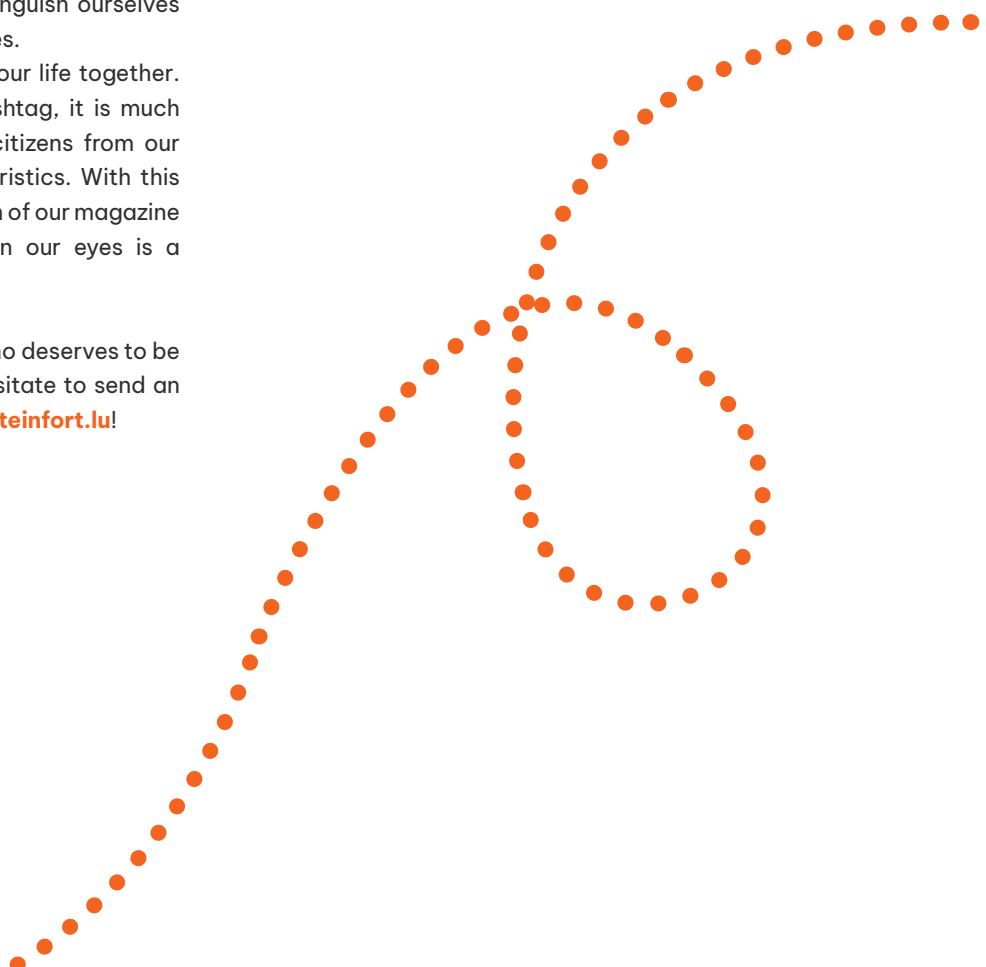 nguish ourselves
es.
our life together.
shtag, it is much
citizens from our
ristics. With this
n of our magazine
n our eyes is a
no deserves to be
sitate to send an
teinfort.lu!